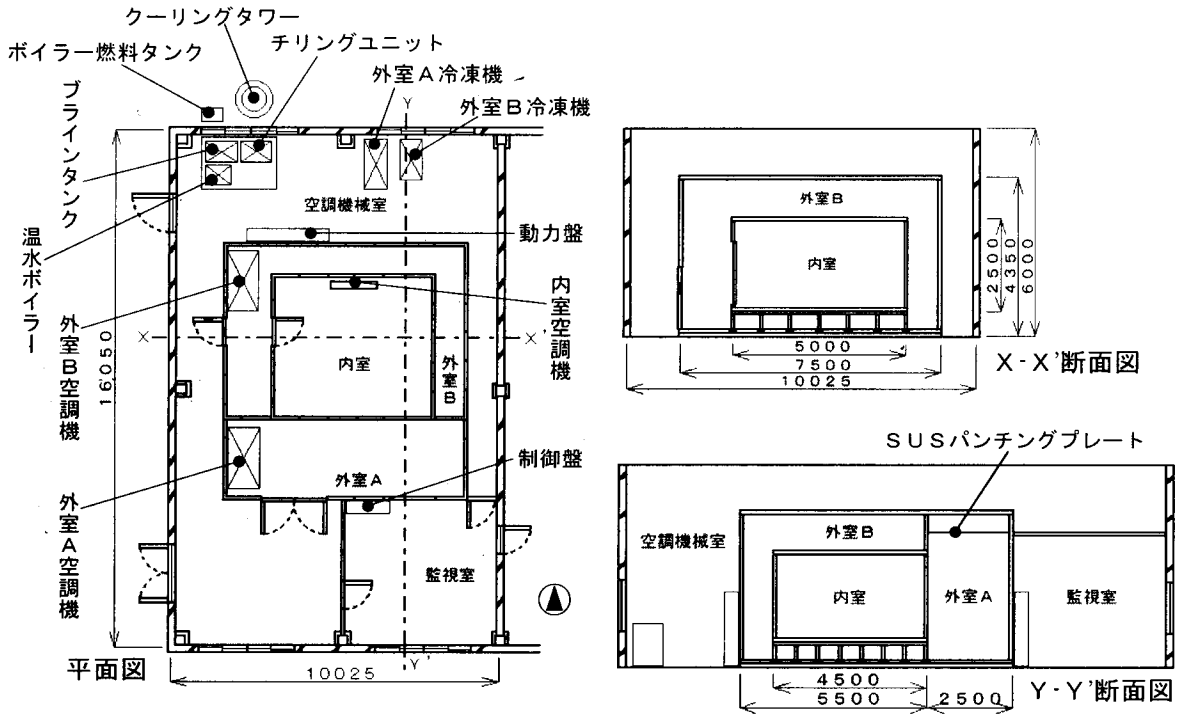 クーリングタワー
ボイラー燃料タンク
チリングユニット
外室A冷凍機
外室B冷凍機
ブラインタンク
温水ボイラー
Y
空調機械室
動力盤
内室空調機
外室B空調機
X
X'
内室
外室B
16050
外室A
制御盤
外室A空調機
監視室
Y'
平面図
10025
外室B
内室
2500
4350
6000
5000
7500
10025
X-X'断面図
SUSパンチングプレート
空調機械室
外室B
内室
外室A
監視室
4500
5500
2500
Y-Y'断面図